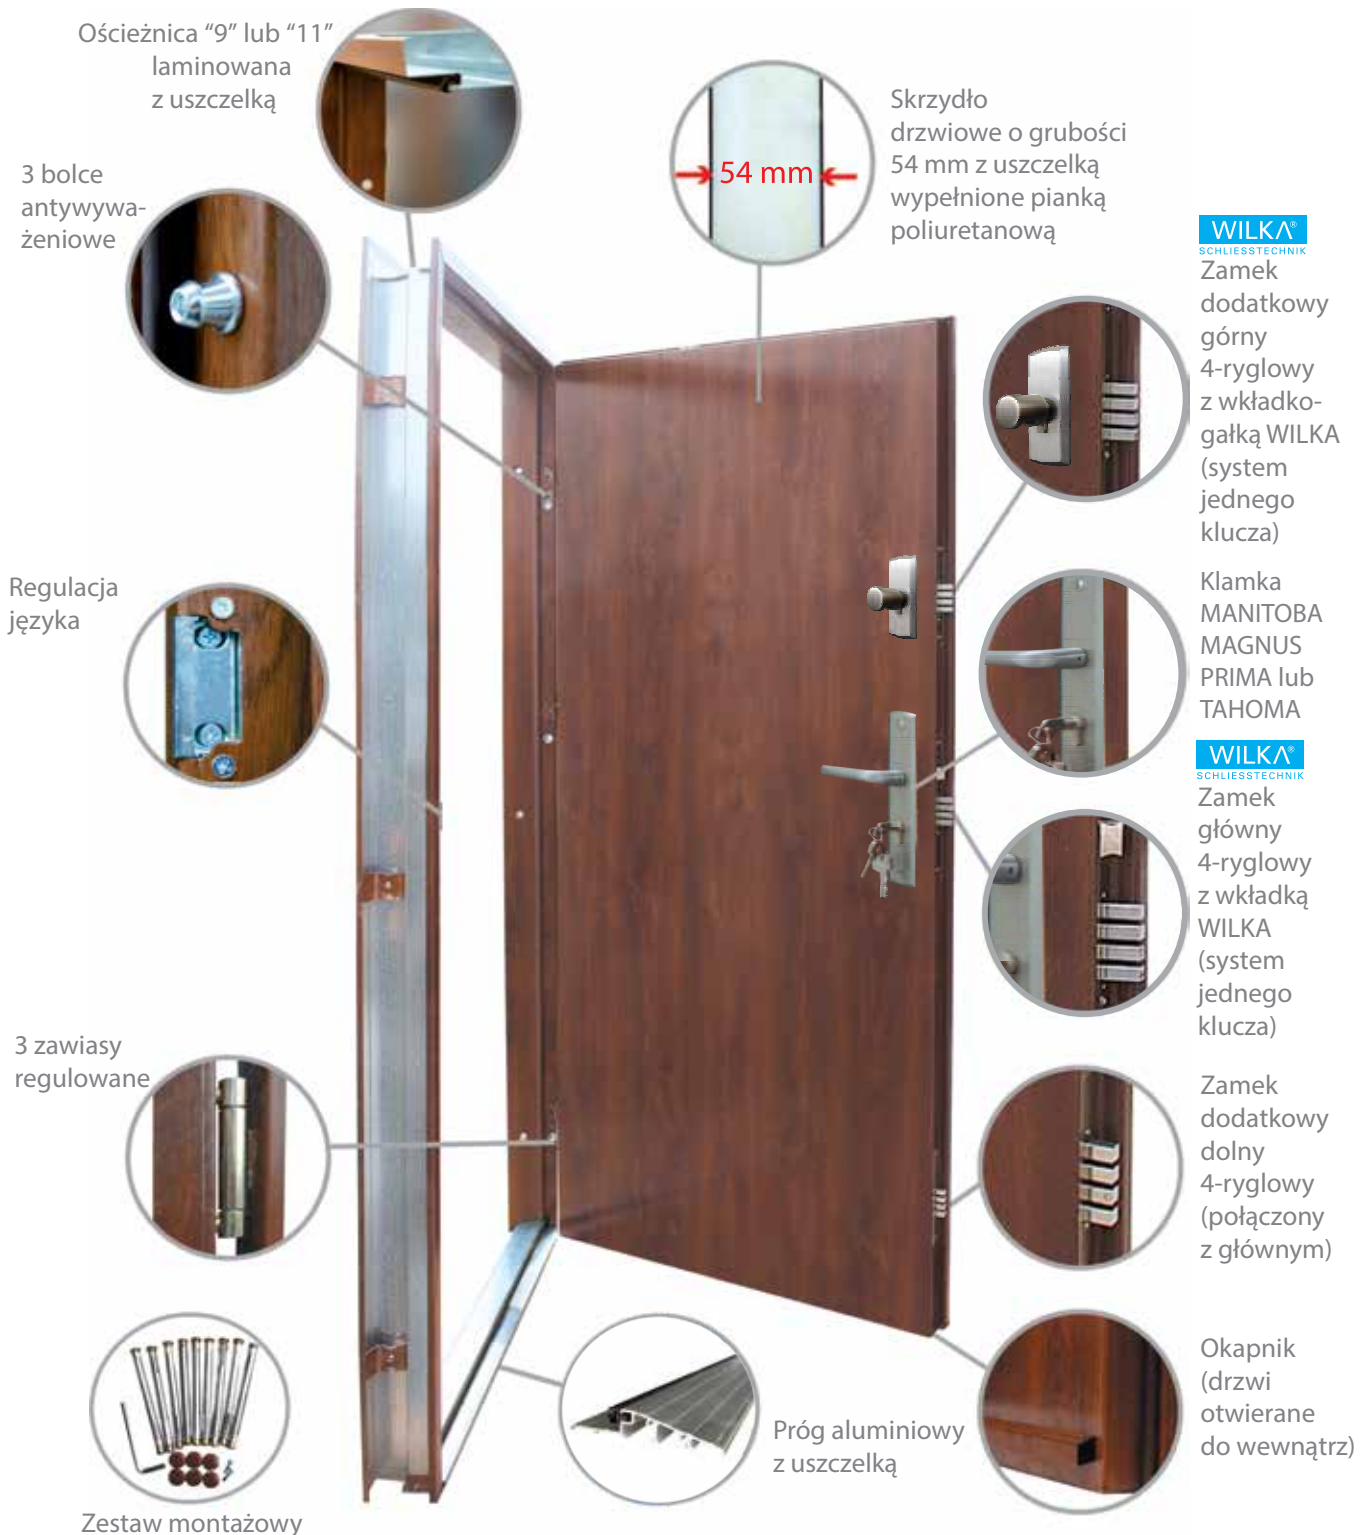 Ościeżnica “9” lub “11”
laminowana
z uszczelką
3 bolce
antywywa-
żeniowe
54 mm
Skrzydło
drzwiowe o grubości
54 mm z uszczelką
wypełnione pianką
poliuretanową
WILKA®
SCHLIESSTECHNIK
Zamek
dodatkowy
górny
4-ryglowy
z wkładko-
gałką WILKA
(system
jednego
klucza)
Regulacja
języka
Klamka
MANITOBA
MAGNUS
PRIMA lub
TAHOMA
WILKA®
SCHLIESSTECHNIK
Zamek
główny
4-ryglowy
z wkładką
WILKA
(system
jednego
klucza)
3 zawiasy
regulowane
Zamek
dodatkowy
dolny
4-ryglowy
(połączony
z głównym)
Okapnik
(drzwi
otwierane
do wewnątrz)
Próg aluminiowy
z uszczelką
Zestaw montażowy